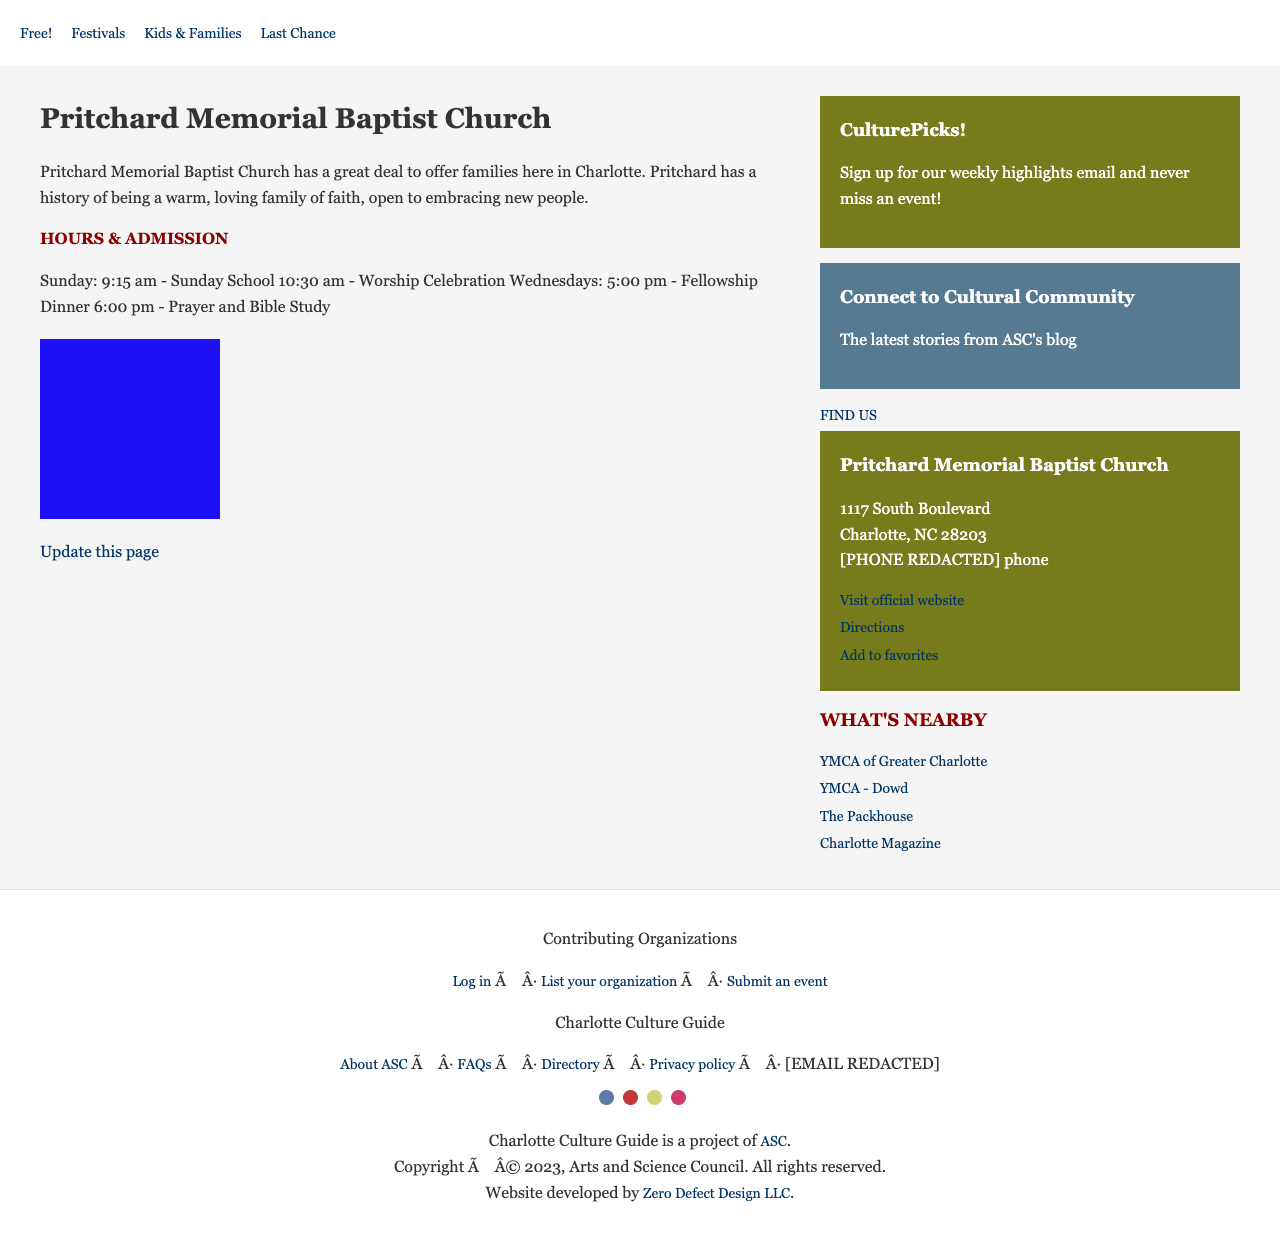 Free! Festivals Kids & Families Last Chance
Pritchard Memorial Baptist Church
Pritchard Memorial Baptist Church has a great deal to offer families here in Charlotte. Pritchard has a
history of being a warm, loving family of faith, open to embracing new people.
HOURS & ADMISSION
Sunday: 9:15 am - Sunday School 10:30 am - Worship Celebration Wednesdays: 5:00 pm - Fellowship
Dinner 6:00 pm - Prayer and Bible Study
Update this page
CulturePicks!
Sign up for our weekly highlights email and never
miss an event!
Connect to Cultural Community
The latest stories from ASC's blog
FIND US
Pritchard Memorial Baptist Church
1117 South Boulevard
Charlotte, NC 28203
[PHONE REDACTED] phone
Visit official website
Directions
Add to favorites
WHAT'S NEARBY
YMCA of Greater Charlotte
YMCA - Dowd
The Packhouse
Charlotte Magazine
Contributing Organizations
Log in Ã Â· List your organization Ã Â· Submit an event
Charlotte Culture Guide
About ASC Ã Â· FAQs Ã Â· Directory Ã Â· Privacy policy Ã Â· [EMAIL REDACTED]
Charlotte Culture Guide is a project of ASC.
Copyright Ã Â© 2023, Arts and Science Council. All rights reserved.
Website developed by Zero Defect Design LLC.